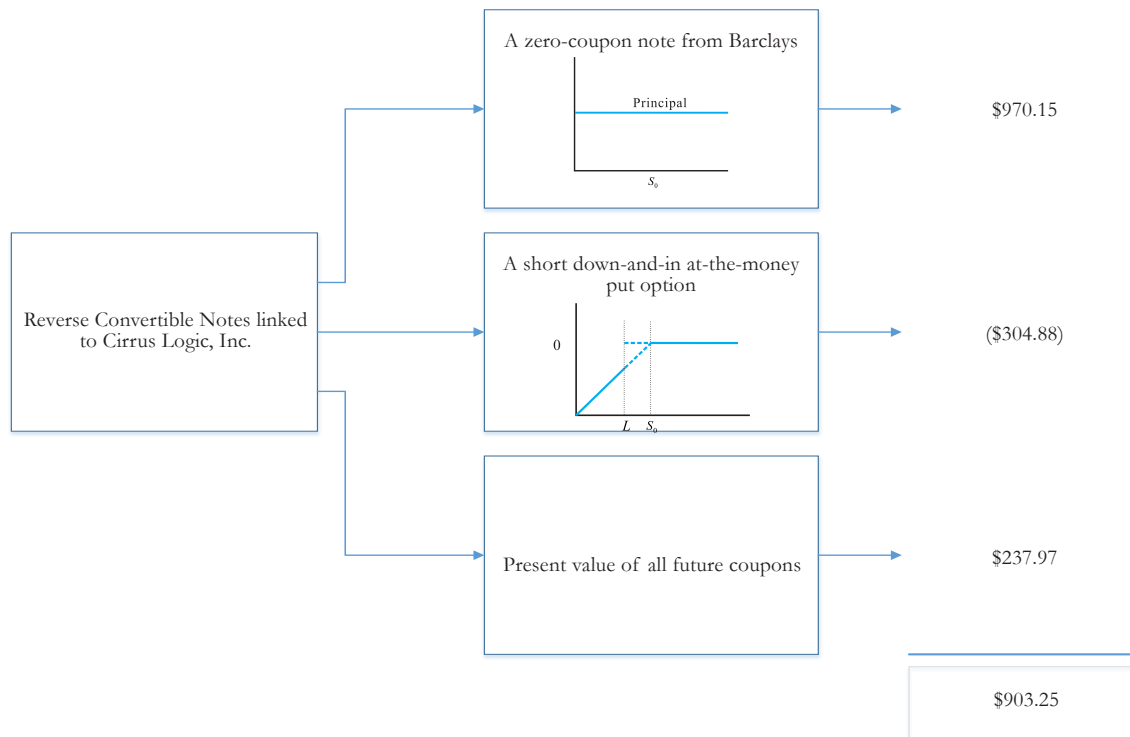 A zero-coupon note from Barclays
Principal
S₀
$970.15
Reverse Convertible Notes linked
to Cirrus Logic, Inc.
A short down-and-in at-the-money
put option
0
L S₀
($304.88)
Present value of all future coupons
$237.97
$903.25